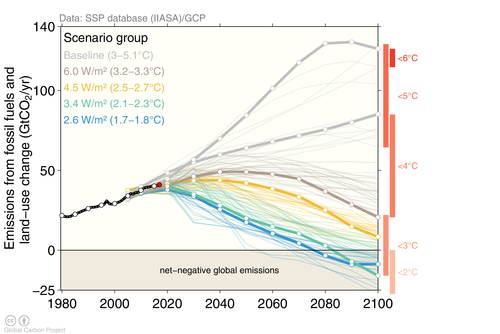 Data: SSP database (IIASA)/GCP
Emissions from fossil fuels and
land−use change (GtCO₂/yr)
140
100
50
0
−25
Scenario group
Baseline (3−5.1°C)
6.0 W/m² (3.2−3.3°C)
4.5 W/m² (2.5−2.7°C)
3.4 W/m² (2.1−2.3°C)
2.6 W/m² (1.7−1.8°C)
net−negative global emissions
<6°C
<5°C
<4°C
<3°C
<2°C
1980 2000 2020 2040 2060 2080 2100
cc
Global Carbon Project